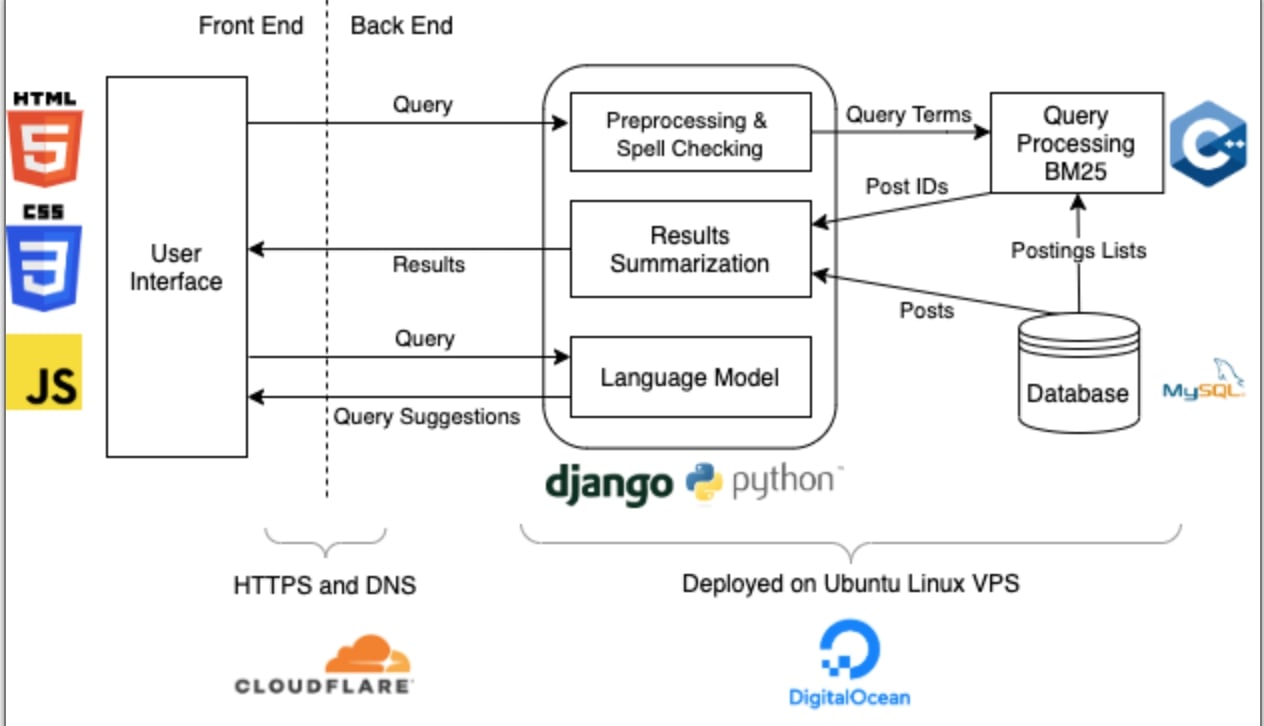 Front End
Back End
HTML
5
CSS
3
JS
User
Interface
Query
Results
Query
Query Suggestions
Preprocessing &
Spell Checking
Results
Summarization
Language Model
django
python™
Query Terms
Post IDs
Posts
Query
Processing
BM25
C++
Postings Lists
Database
MySQL
HTTPS and DNS
CLOUDFLARE
Deployed on Ubuntu Linux VPS
DigitalOcean